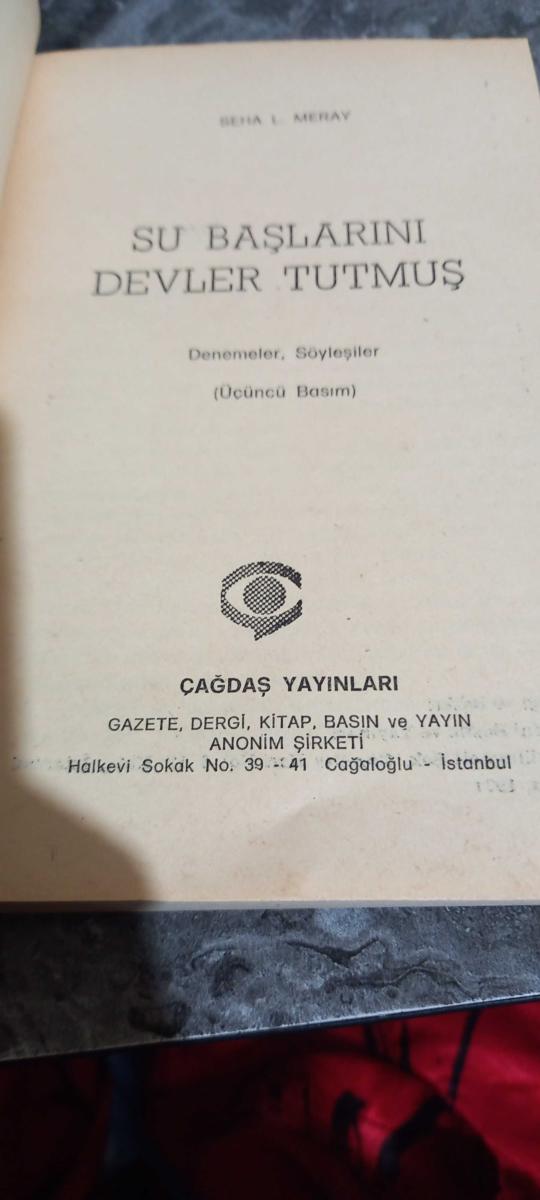 SEHA L. MERAY
SU BAŞLARINI
DEVLER TUTMUŞ
Denemeler, Söyleşiler
(Üçüncü Basım)
ÇAĞDAŞ YAYINLARI
GAZETE, DERGİ, KİTAP, BASIN ve YAYIN
ANONİM ŞİRKETİ
Halkevi Sokak No. 39 - 41 Cağaloğlu - İstanbul